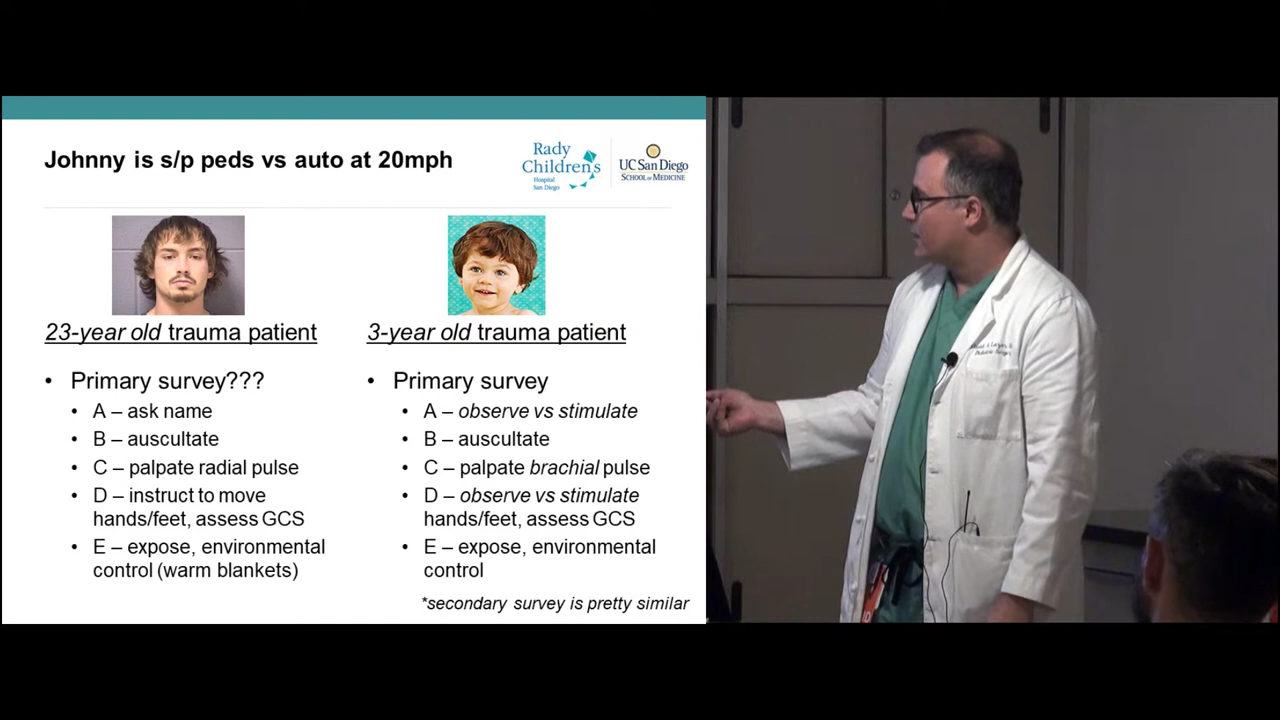 Johnny is s/p peds vs auto at 20mph
Rady
Children's
Hospital
San Diego
UC San Diego
SCHOOL OF MEDICINE
23-year old trauma patient
• Primary survey???
• A – ask name
• B – auscultate
• C – palpate radial pulse
• D – instruct to move
hands/feet, assess GCS
• E – expose, environmental
control (warm blankets)
3-year old trauma patient
• Primary survey
• A – observe vs stimulate
• B – auscultate
• C – palpate brachial pulse
• D – observe vs stimulate
hands/feet, assess GCS
• E – expose, environmental
control
*secondary survey is pretty similar